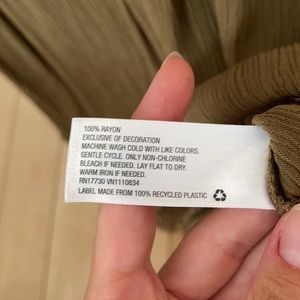 100% RAYON
EXCLUSIVE OF DECORATION
MACHINE WASH COLD WITH LIKE COLORS.
GENTLE CYCLE. ONLY NON-CHLORINE
BLEACH IF NEEDED. LAY FLAT TO DRY.
WARM IRON IF NEEDED.
RN17730 VN1110834
LABEL MADE FROM 100% RECYCLED PLASTIC